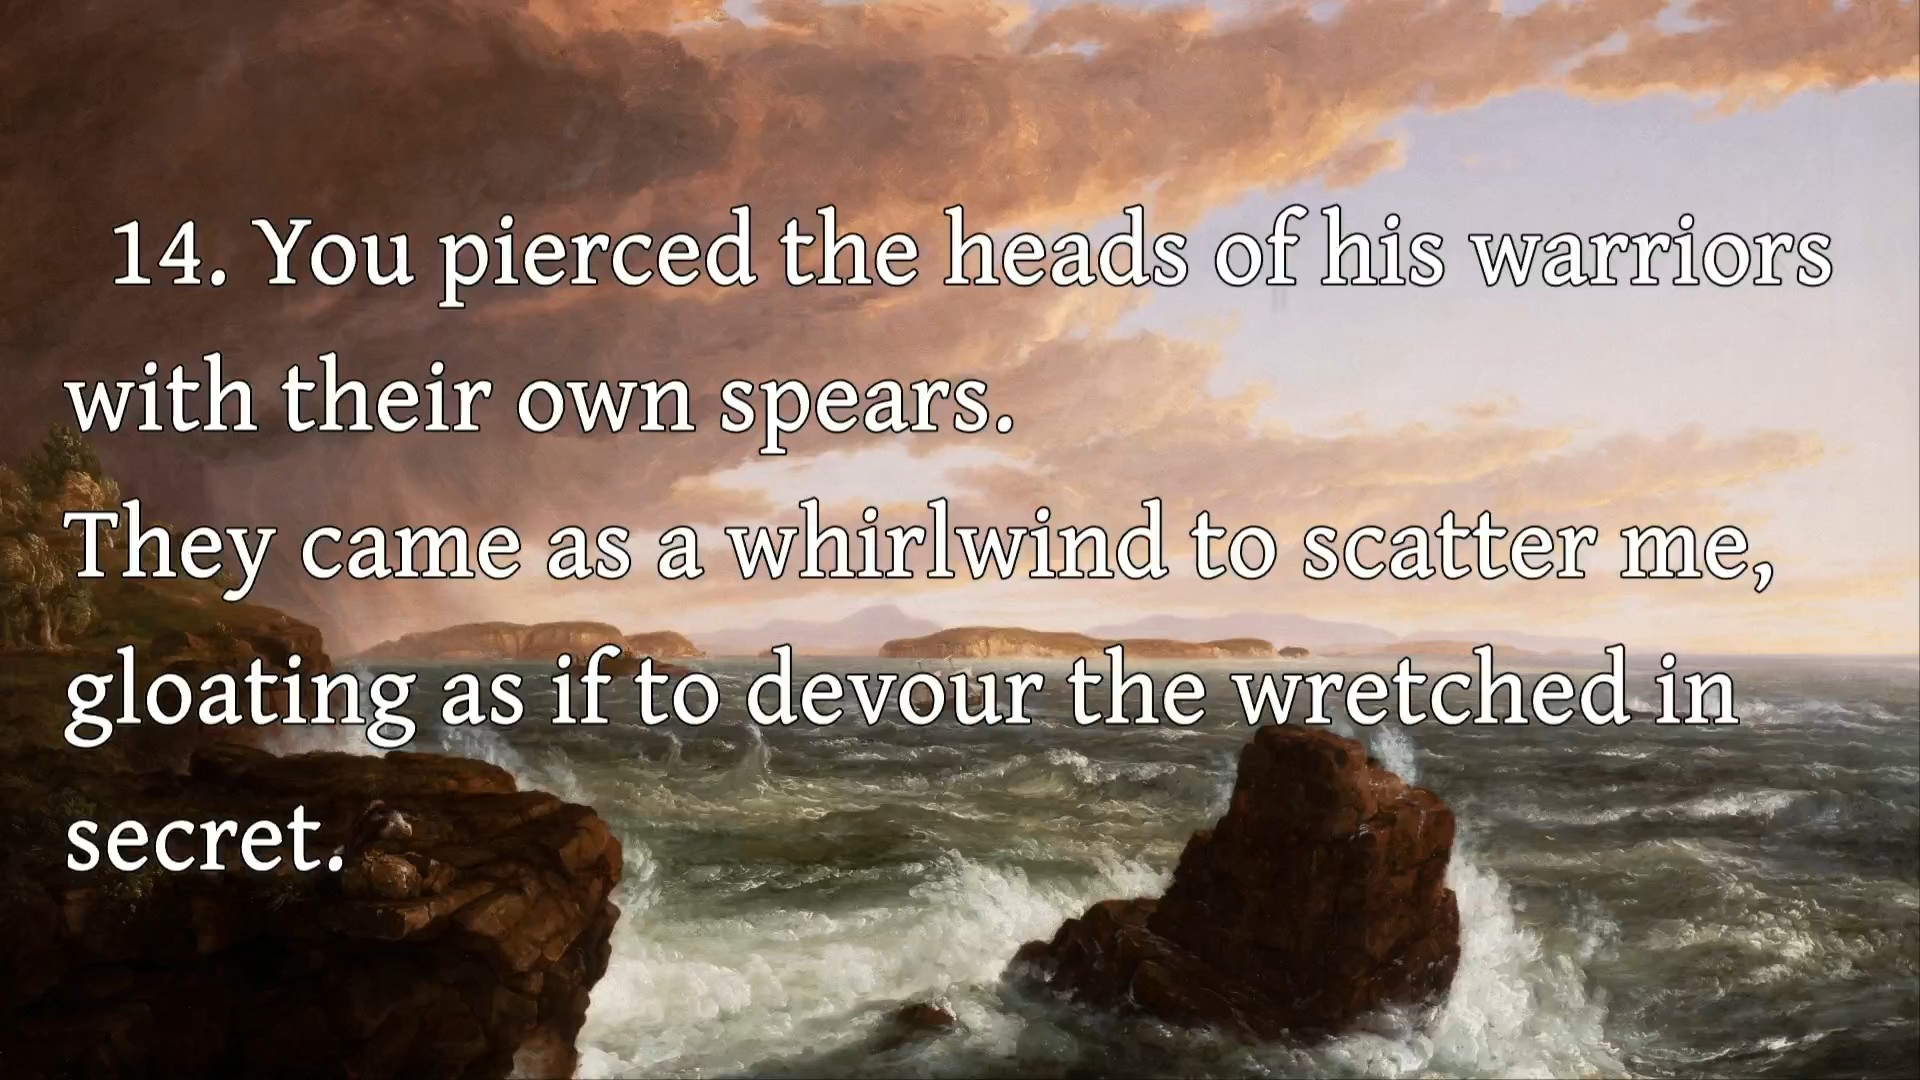 14. You pierced the heads of his warriors
with their own spears.
They came as a whirlwind to scatter me,
gloating as if to devour the wretched in
secret.